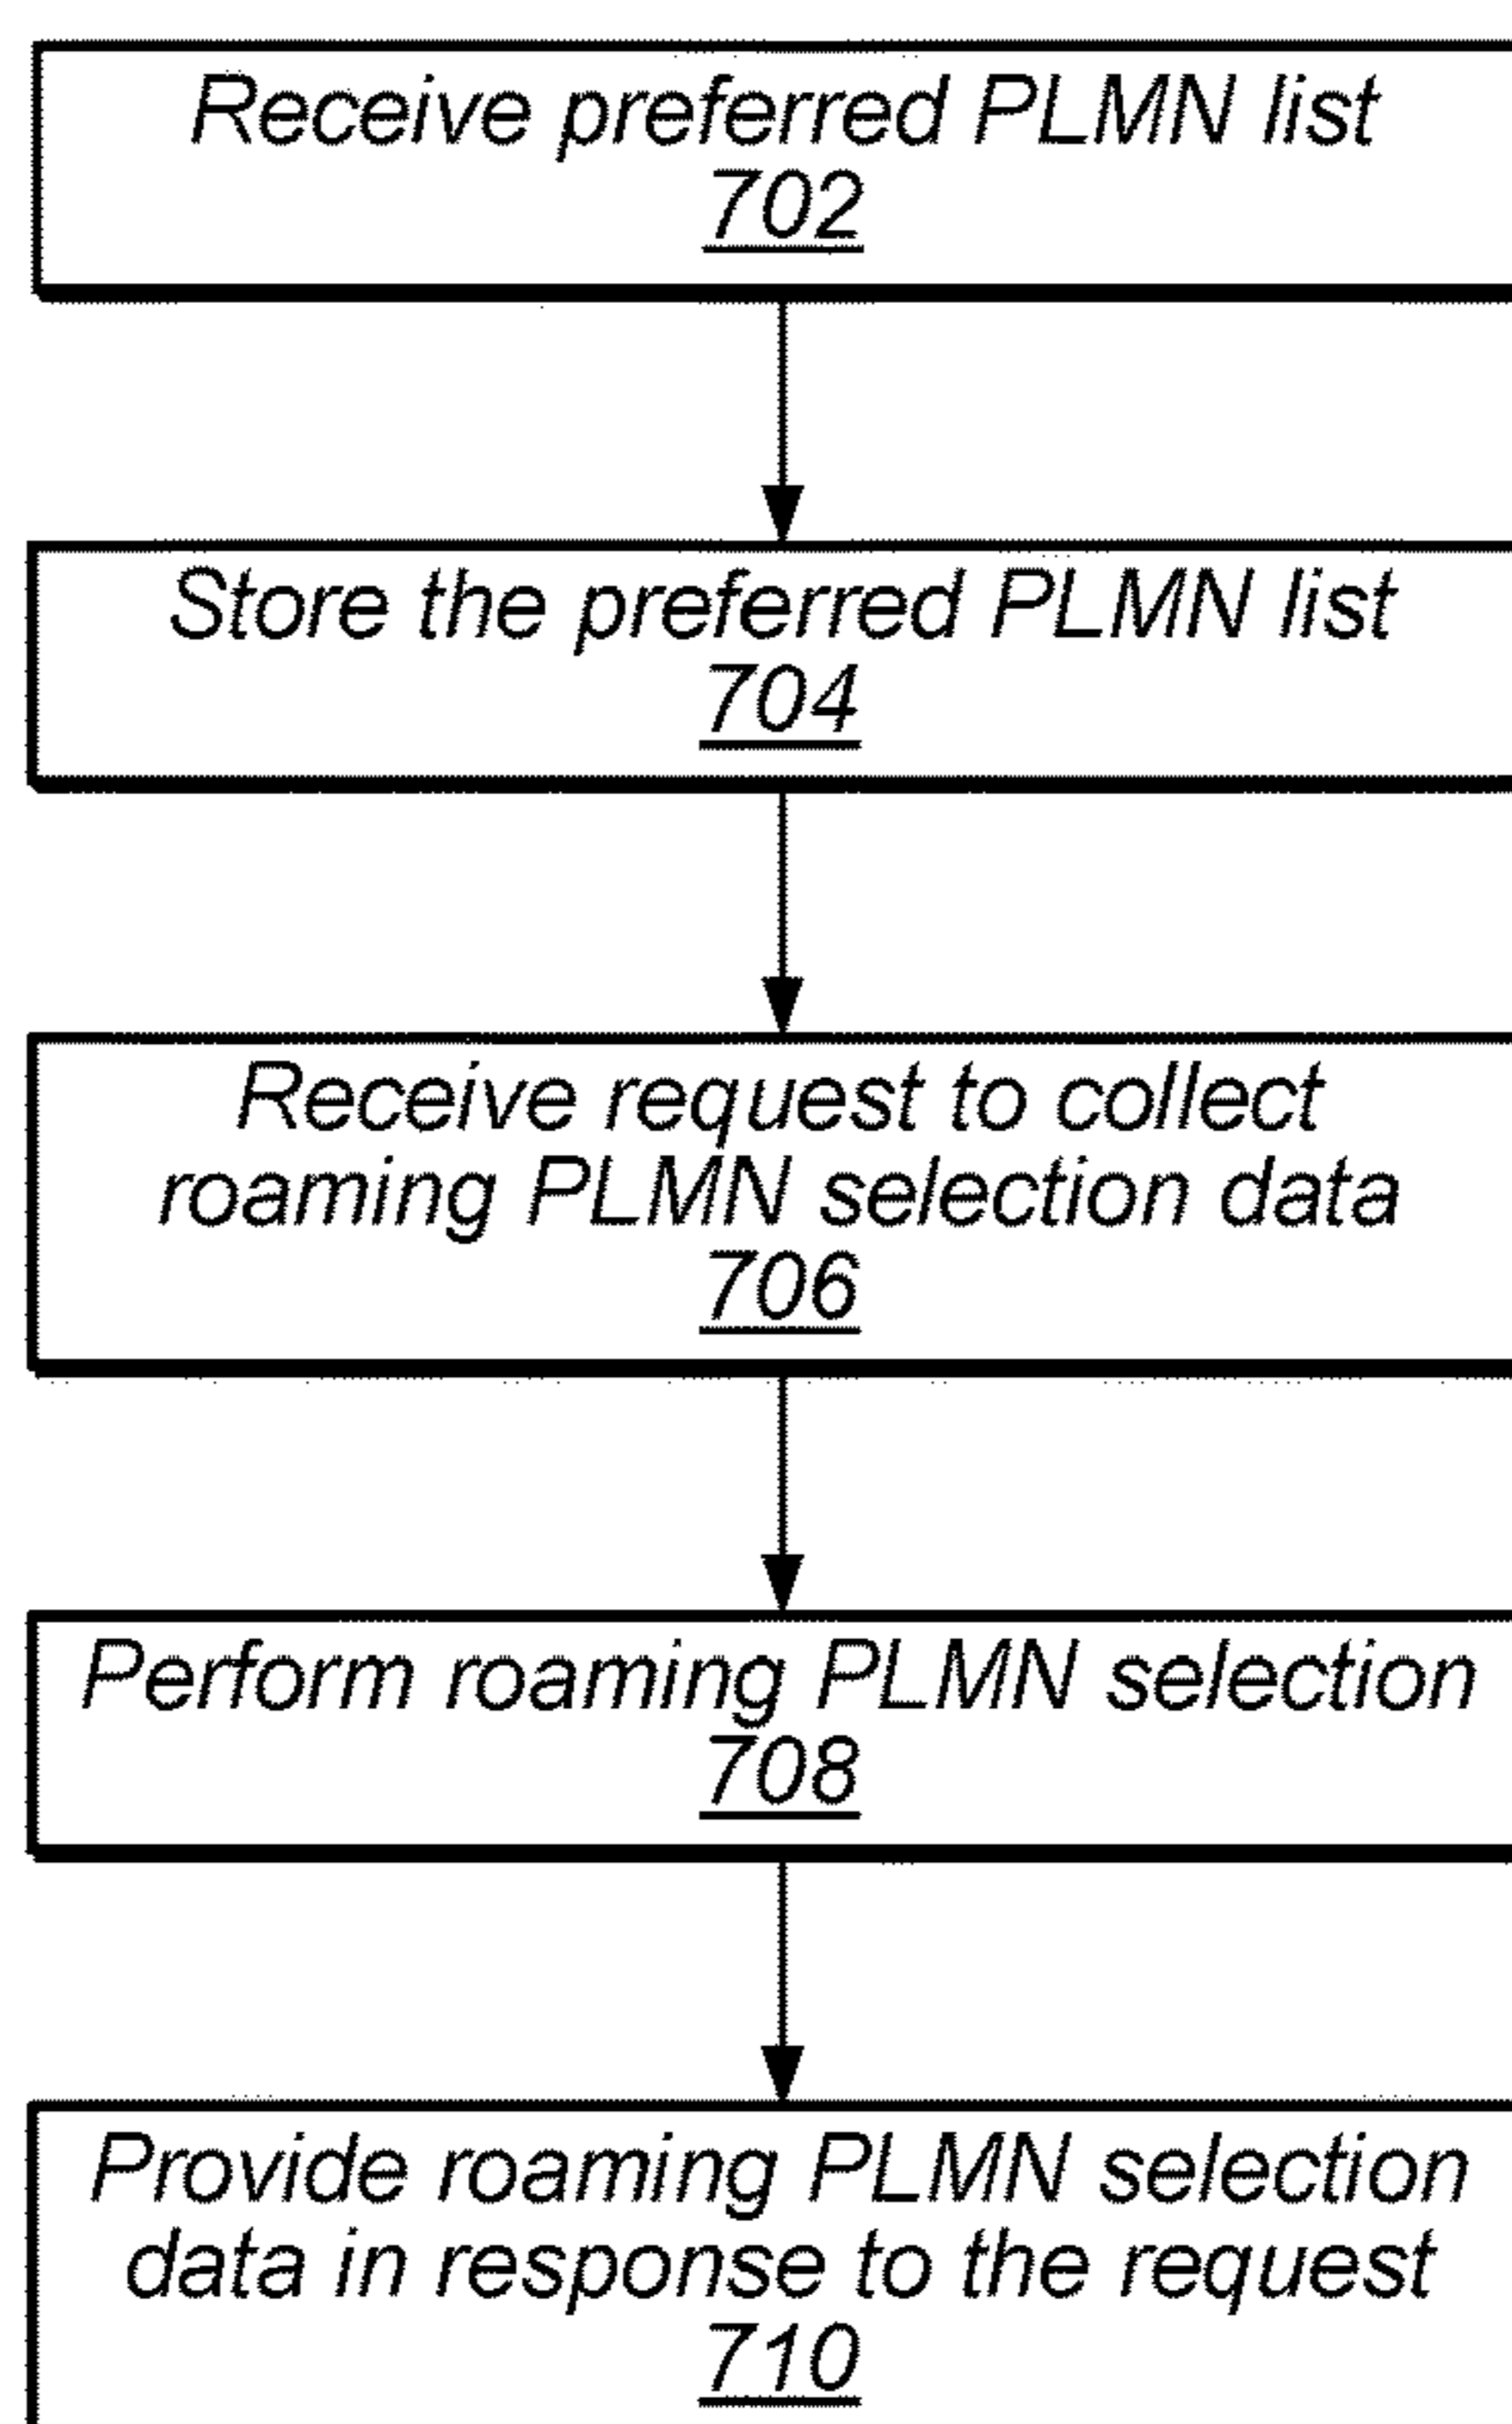 Receive preferred PLMN list
702
Store the preferred PLMN list
704
Receive request to collect
roaming PLMN selection data
706
Perform roaming PLMN selection
708
Provide roaming PLMN selection
data in response to the request
710